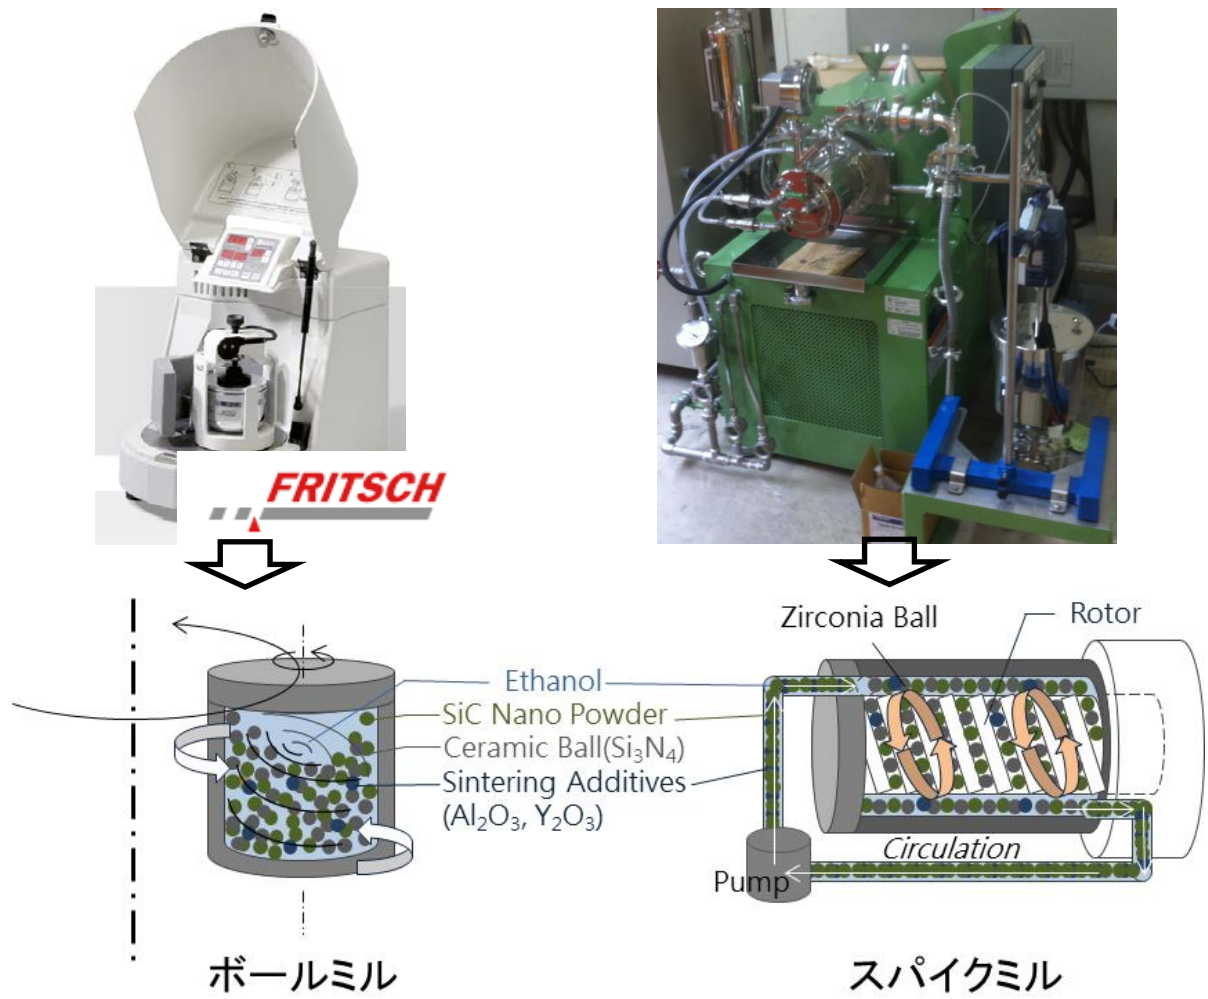 FRITSCH
Zirconia Ball
Rotor
Ethanol
SiC Nano Powder
Ceramic Ball(Si₃N₄)
Sintering Additives
(Al₂O₃, Y₂O₃)
Circulation
Pump
ボールミル
スパイクミル